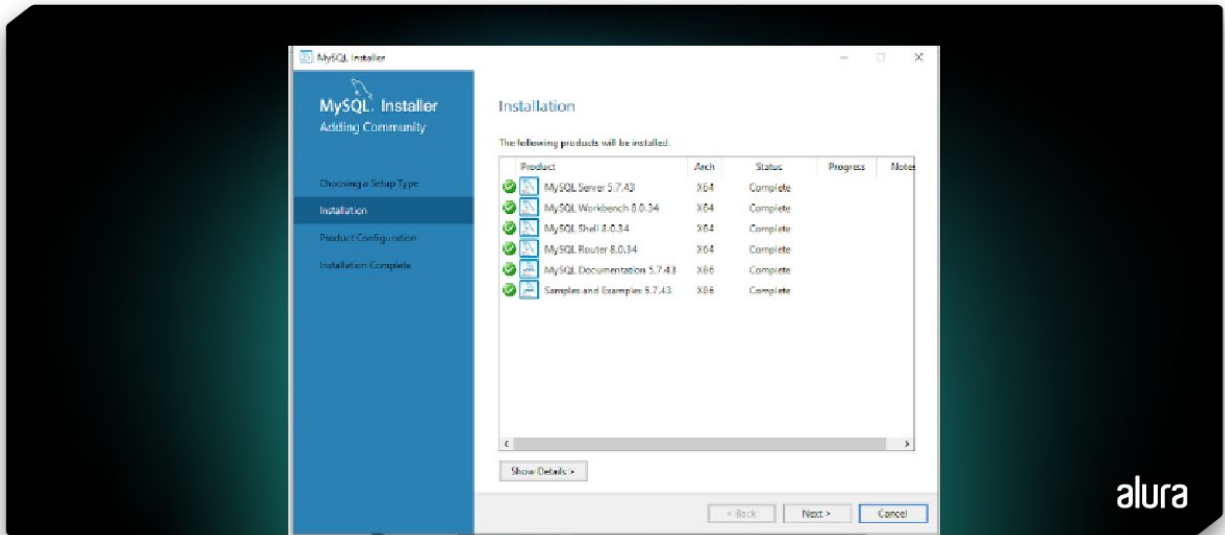 MySQL Installer
MySQL. Installer
Adding Community
Choosing a Setup Type
Installation
Product Configuration
Installation Complete
Installation
The following products will be installed.
Product Arch Status Progress Notes
MySQL Server 5.7.43 X64 Complete
MySQL Workbench 8.0.34 X64 Complete
MySQL Shell 8.0.34 X64 Complete
MySQL Router 8.0.34 X64 Complete
MySQL Documentation 5.7.43 X86 Complete
Samples and Examples 5.7.43 X86 Complete
Show Details >
< Back Next > Cancel
alura